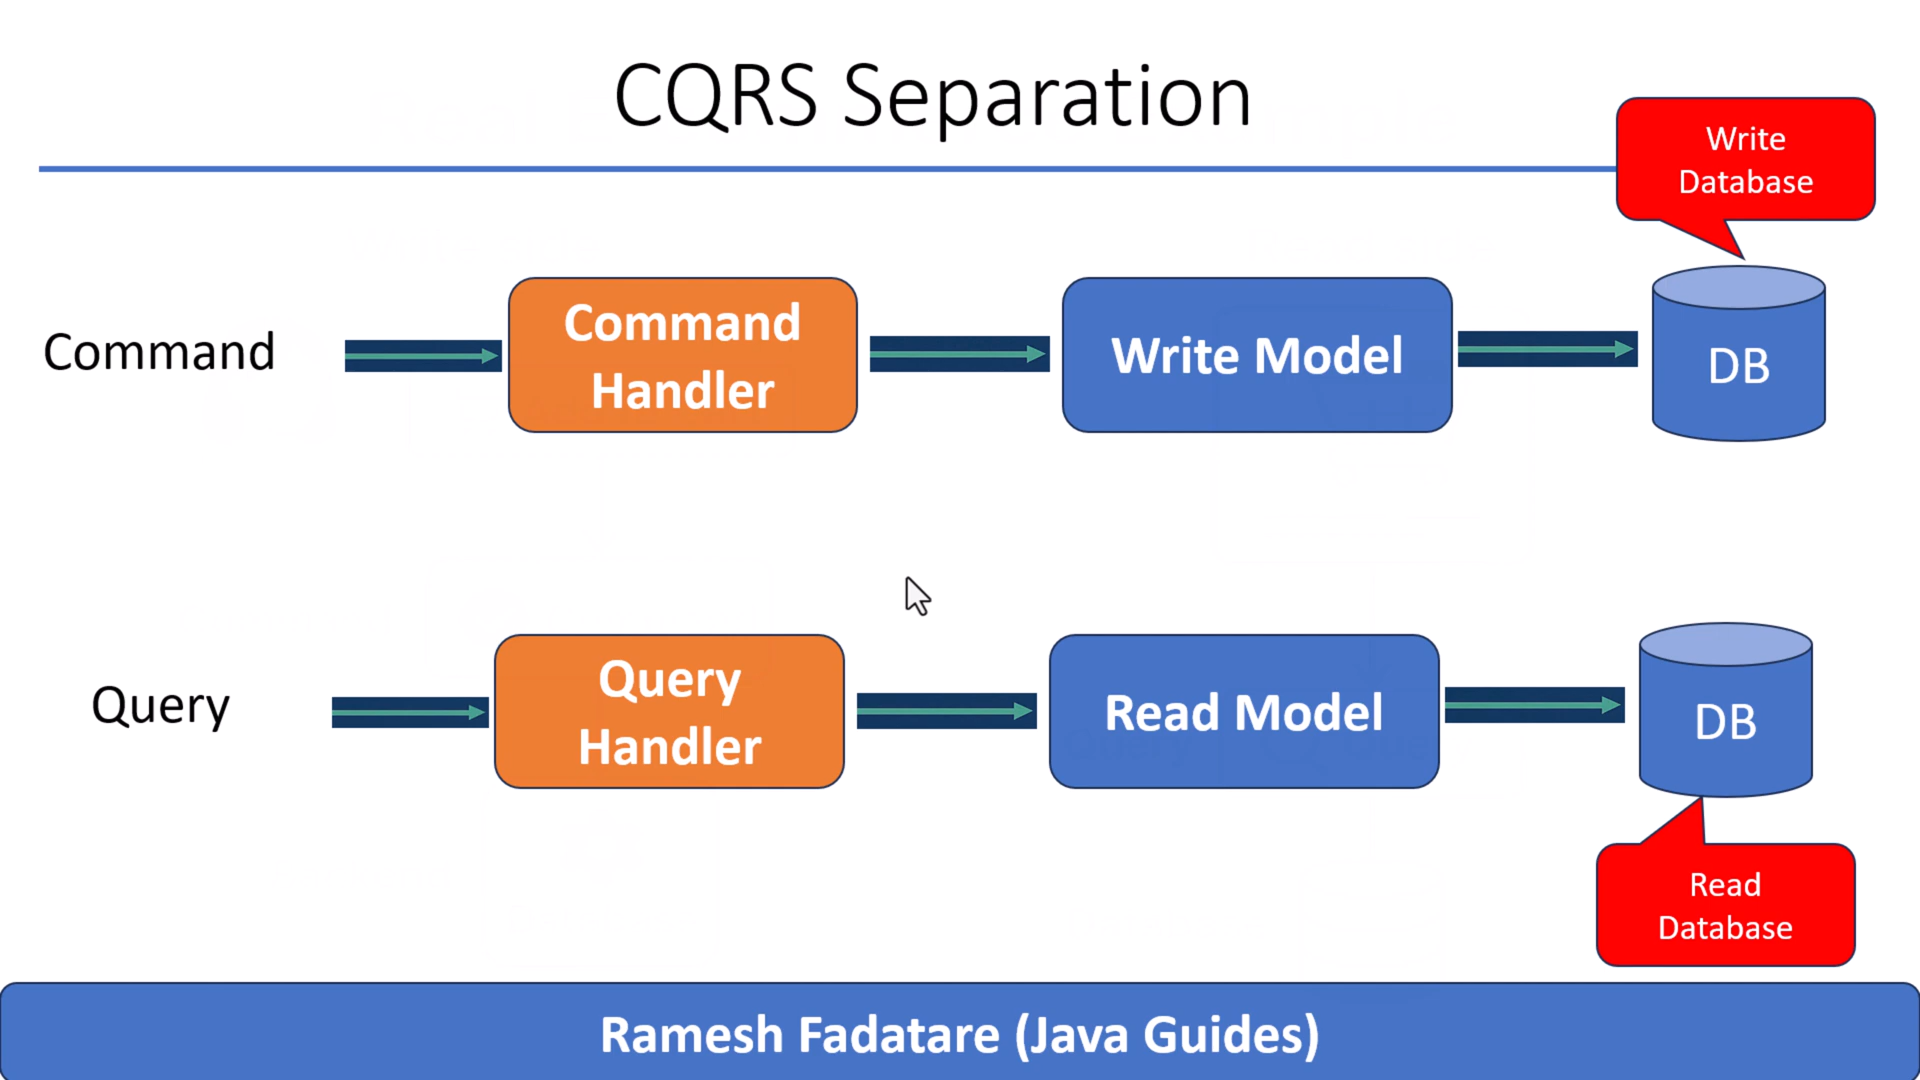 CQRS Separation
Write
Database
Command
Command
Handler
Write Model
DB
Query
Query
Handler
Read Model
DB
Read
Database
Ramesh Fadatare (Java Guides)